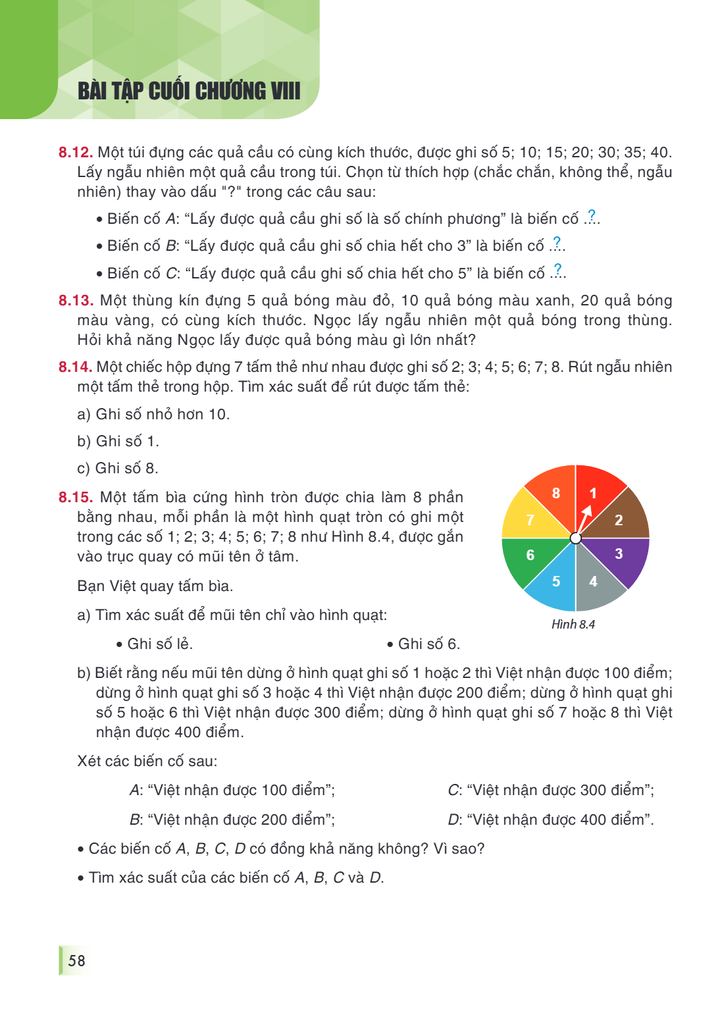 BÀI TẬP CUỐI CHƯƠNG VIII
8.12. Một túi đựng các quả cầu có cùng kích thước, được ghi số 5; 10; 15; 20; 30; 35; 40.
Lấy ngẫu nhiên một quả cầu trong túi. Chọn từ thích hợp (chắc chắn, không thể, ngẫu
nhiên) thay vào dấu "?" trong các câu sau:
• Biến cố A: “Lấy được quả cầu ghi số là số chính phương” là biến cố ..?..
• Biến cố B: “Lấy được quả cầu ghi số chia hết cho 3” là biến cố ..?..
• Biến cố C: “Lấy được quả cầu ghi số chia hết cho 5” là biến cố ..?..
8.13. Một thùng kín đựng 5 quả bóng màu đỏ, 10 quả bóng màu xanh, 20 quả bóng
màu vàng, có cùng kích thước. Ngọc lấy ngẫu nhiên một quả bóng trong thùng.
Hỏi khả năng Ngọc lấy được quả bóng màu gì lớn nhất?
8.14. Một chiếc hộp đựng 7 tấm thẻ như nhau được ghi số 2; 3; 4; 5; 6; 7; 8. Rút ngẫu nhiên
một tấm thẻ trong hộp. Tìm xác suất để rút được tấm thẻ:
a) Ghi số nhỏ hơn 10.
b) Ghi số 1.
c) Ghi số 8.
8.15. Một tấm bìa cứng hình tròn được chia làm 8 phần
bằng nhau, mỗi phần là một hình quạt tròn có ghi một
trong các số 1; 2; 3; 4; 5; 6; 7; 8 như Hình 8.4, được gắn
vào trục quay có mũi tên ở tâm.
Bạn Việt quay tấm bìa.
a) Tìm xác suất để mũi tên chỉ vào hình quạt:
• Ghi số lẻ. • Ghi số 6.
8 1
7 2
6 3
5 4
Hình 8.4
b) Biết rằng nếu mũi tên dừng ở hình quạt ghi số 1 hoặc 2 thì Việt nhận được 100 điểm;
dừng ở hình quạt ghi số 3 hoặc 4 thì Việt nhận được 200 điểm; dừng ở hình quạt ghi
số 5 hoặc 6 thì Việt nhận được 300 điểm; dừng ở hình quạt ghi số 7 hoặc 8 thì Việt
nhận được 400 điểm.
Xét các biến cố sau:
A: “Việt nhận được 100 điểm”; C: “Việt nhận được 300 điểm”;
B: “Việt nhận được 200 điểm”; D: “Việt nhận được 400 điểm”.
• Các biến cố A, B, C, D có đồng khả năng không? Vì sao?
• Tìm xác suất của các biến cố A, B, C và D.
58